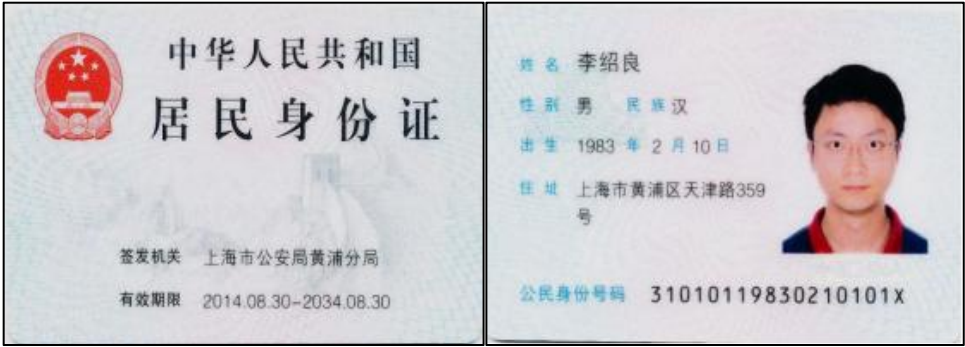 中华人民共和国
居民身份证
签发机关 上海市公安局黄浦分局
有效期限 2014.08.30-2034.08.30
姓名 李绍良
性别 男 民族 汉
出生 1983 年 2 月 10 日
住址 上海市黄浦区天津路359
号
公民身份号码 31010119830210101X